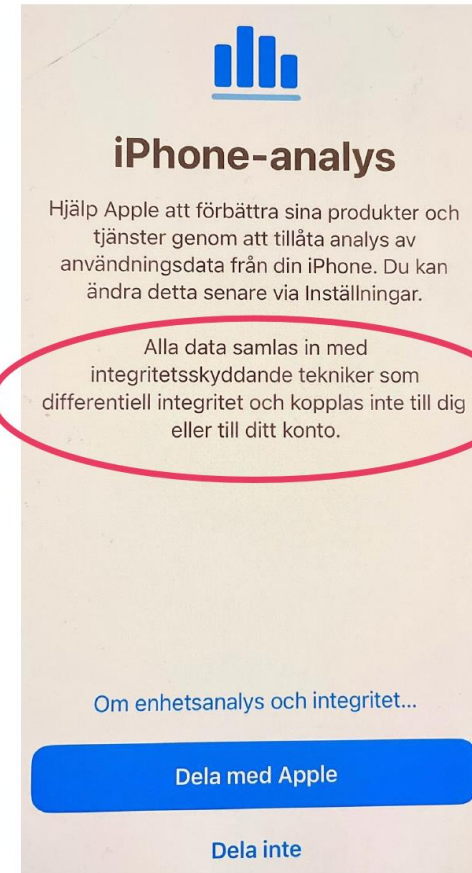 iPhone-analys
Hjälp Apple att förbättra sina produkter och
tjänster genom att tillåta analys av
användningsdata från din iPhone. Du kan
ändra detta senare via Inställningar.
Alla data samlas in med
integritetsskyddande tekniker som
differentiell integritet och kopplas inte till dig
eller till ditt konto.
Om enhetsanalys och integritet...
Dela med Apple
Dela inte